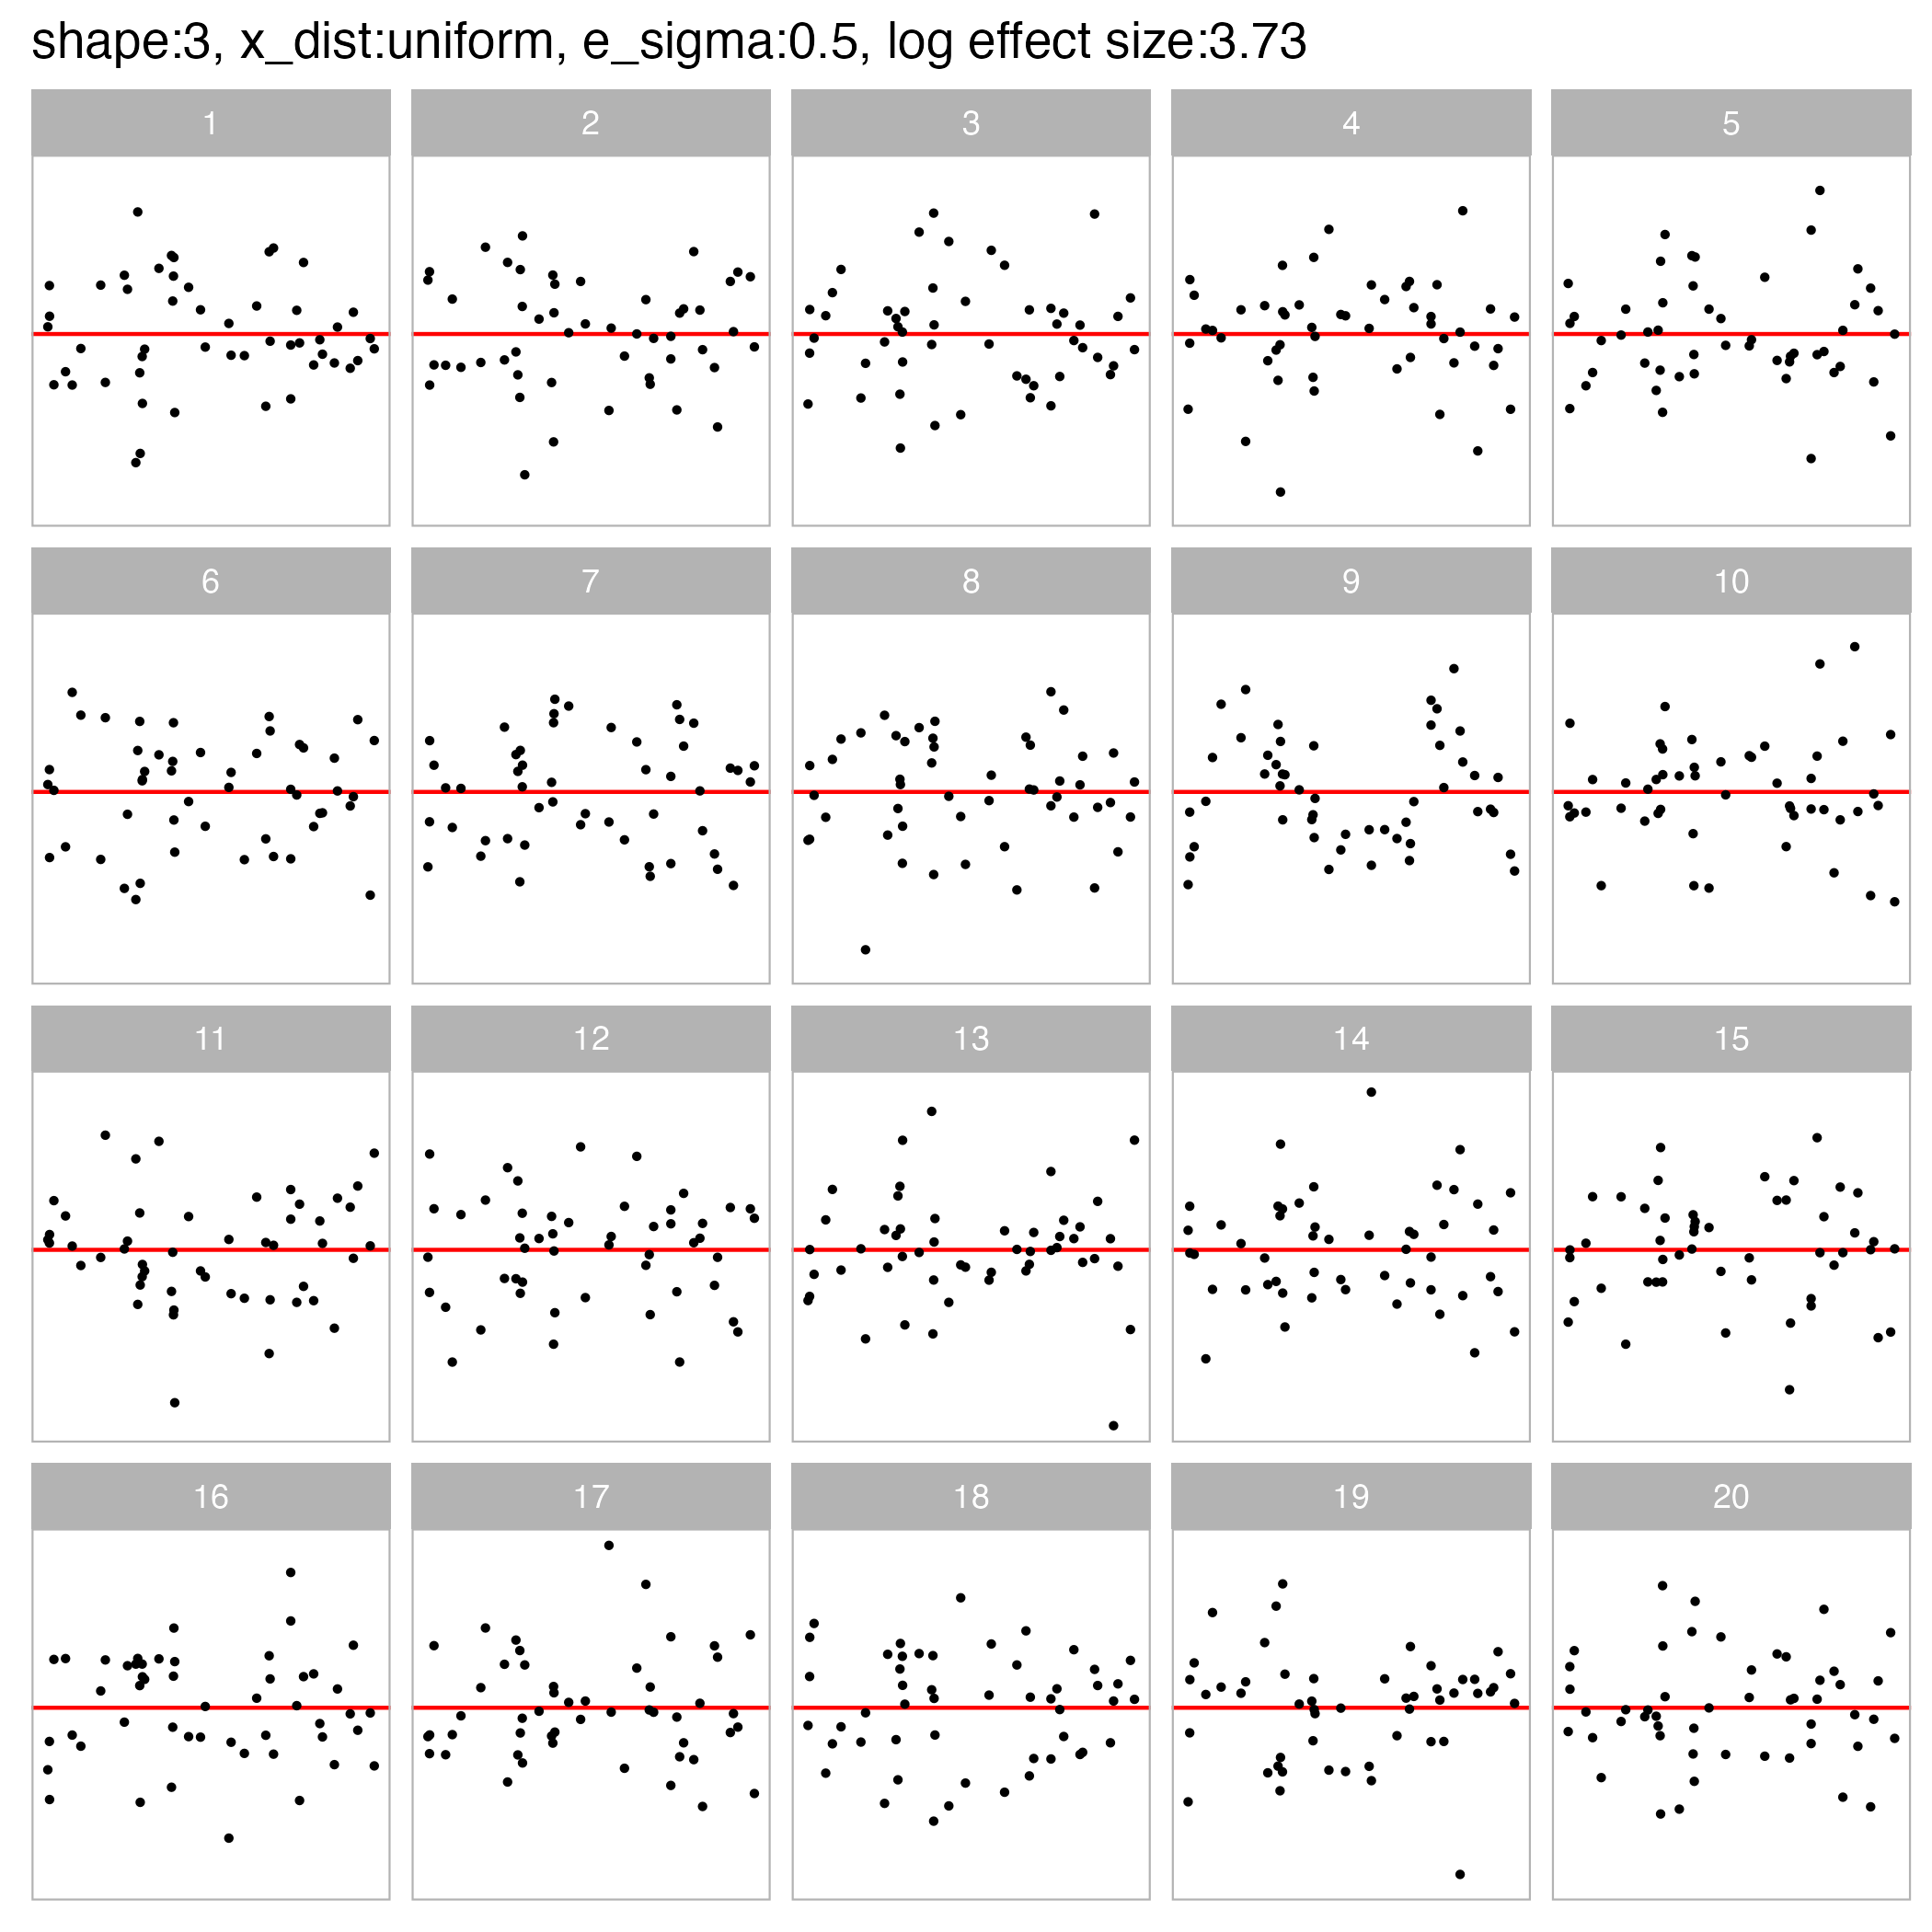 shape:3, x_dist:uniform, e_sigma:0.5, log effect size:3.73
1 2 3 4 5
6 7 8 9 10
11 12 13 14 15
16 17 18 19 20